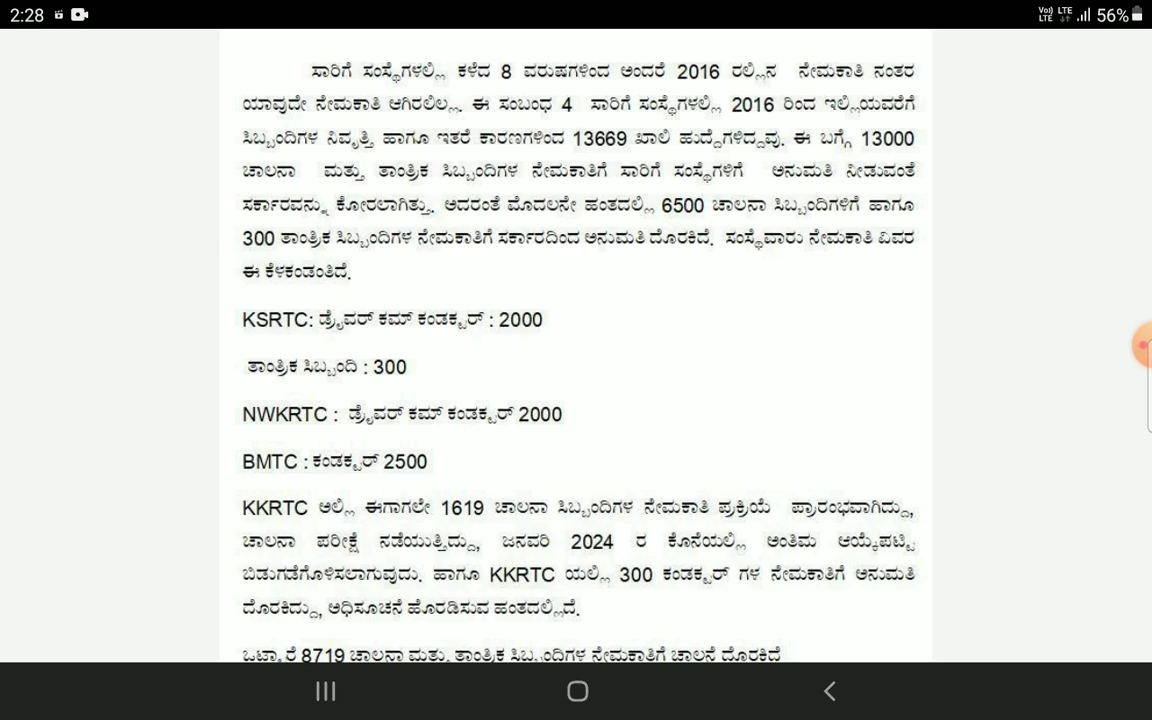 2:28
Vo)) LTE
LTE
56%
ಸಾರಿಗೆ ಸಂಸ್ಥೆಗಳಲ್ಲಿ ಕಳೆದ 8 ವರುಷಗಳಿಂದ ಅಂದರೆ 2016 ರಲ್ಲಿನ ನೇಮಕಾತಿ ನಂತರ
ಯಾವುದೇ ನೇಮಕಾತಿ ಆಗಿರಲಿಲ್ಲ. ಈ ಸಂಬಂಧ 4 ಸಾರಿಗೆ ಸಂಸ್ಥೆಗಳಲ್ಲಿ 2016 ರಿಂದ ಇಲ್ಲಿಯವರೆಗೆ
ಸಿಬ್ಬಂದಿಗಳ ನಿವೃತ್ತಿ ಹಾಗೂ ಇತರೆ ಕಾರಣಗಳಿಂದ 13669 ಖಾಲಿ ಹುದ್ದೆಗಳಿದ್ದವು. ಈ ಬಗ್ಗೆ 13000
ಚಾಲನಾ ಮತ್ತು ತಾಂತ್ರಿಕ ಸಿಬ್ಬಂದಿಗಳ ನೇಮಕಾತಿಗೆ ಸಾರಿಗೆ ಸಂಸ್ಥೆಗಳಿಗೆ ಅನುಮತಿ ನೀಡುವಂತೆ
ಸರ್ಕಾರವನ್ನು ಕೋರಲಾಗಿತ್ತು. ಆದರಂತೆ ಮೊದಲನೇ ಹಂತದಲ್ಲಿ 6500 ಚಾಲನಾ ಸಿಬ್ಬಂದಿಗಳಿಗೆ ಹಾಗೂ
300 ತಾಂತ್ರಿಕ ಸಿಬ್ಬಂದಿಗಳ ನೇಮಕಾತಿಗೆ ಸರ್ಕಾರದಿಂದ ಅನುಮತಿ ದೊರಕಿದೆ. ಸಂಸ್ಥೆವಾರು ನೇಮಕಾತಿ ವಿವರ
ಈ ಕೆಳಕಂಡಂತಿದೆ.
KSRTC: ಡ್ರೈವರ್ ಕಮ್ ಕಂಡಕ್ಟರ್ : 2000
ತಾಂತ್ರಿಕ ಸಿಬ್ಬಂದಿ : 300
NWKRTC : ಡ್ರೈವರ್ ಕಮ್ ಕಂಡಕ್ಟರ್ 2000
BMTC : ಕಂಡಕ್ಟರ್ 2500
KKRTC ಅಲ್ಲಿ ಈಗಾಗಲೇ 1619 ಚಾಲನಾ ಸಿಬ್ಬಂದಿಗಳ ನೇಮಕಾತಿ ಪ್ರಕ್ರಿಯೆ ಪ್ರಾರಂಭವಾಗಿದ್ದು,
ಚಾಲನಾ ಪರೀಕ್ಷೆ ನಡೆಯುತ್ತಿದ್ದು, ಜನವರಿ 2024 ರ ಕೊನೆಯಲ್ಲಿ ಅಂತಿಮ ಆಯ್ಕೆಪಟ್ಟಿ
ಬಿಡುಗಡೆಗೊಳಿಸಲಾಗುವುದು. ಹಾಗೂ KKRTC ಯಲ್ಲಿ 300 ಕಂಡಕ್ಟರ್ ಗಳ ನೇಮಕಾತಿಗೆ ಅನುಮತಿ
ದೊರಕಿದ್ದು, ಅಧಿಸೂಚನೆ ಹೊರಡಿಸುವ ಹಂತದಲ್ಲಿದೆ.
ಒಟ್ಟಾರೆ 8719 ಚಾಲನಾ ಮತ್ತು ತಾಂತ್ರಿಕ ಸಿಬ್ಬಂದಿಗಳ ನೇಮಕಾತಿಗೆ ಚಾಲನೆ ದೊರಕಿದೆ